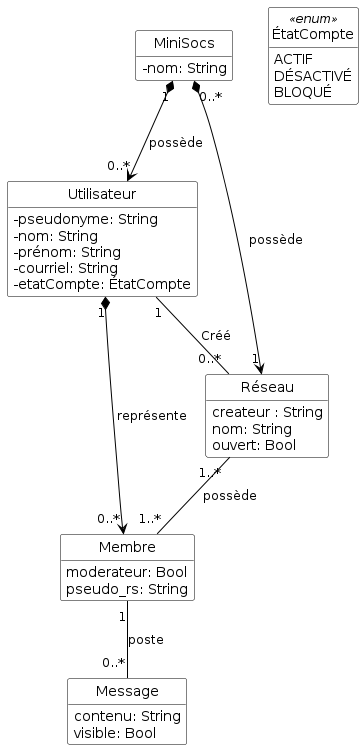 MiniSocs
-nom: String
«enum»
ÉtatCompte
ACTIF
DÉSACTIVÉ
BLOQUÉ
1
0..*
possède
0..*
possède
Utilisateur
-pseudonyme: String
-nom: String
-prénom: String
-courriel: String
-etatCompte: ÉtatCompte
1
1
Créé
0..*
1
Réseau
createur : String
nom: String
ouvert: Bool
représente
1..*
possède
0..*
1..*
Membre
moderateur: Bool
pseudo_rs: String
1
poste
0..*
Message
contenu: String
visible: Bool